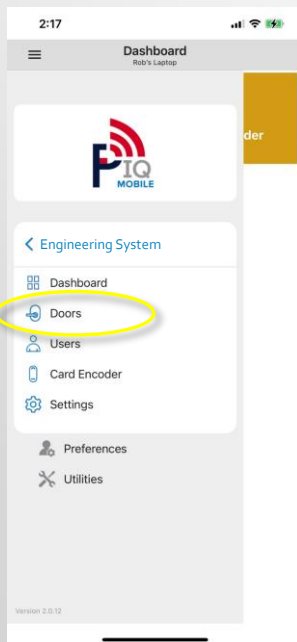 2:17
Dashboard
Rob's Laptop
der
PIQ
MOBILE
Engineering System
Dashboard
Doors
Users
Card Encoder
Settings
Preferences
Utilities
Version 2.0.12